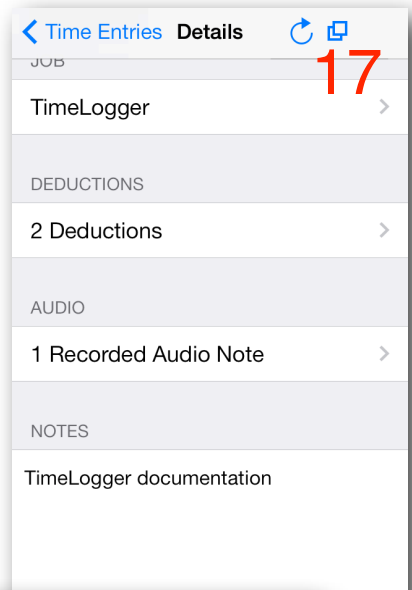 Time Entries Details
17
JOB
TimeLogger
DEDUCTIONS
2 Deductions
AUDIO
1 Recorded Audio Note
NOTES
TimeLogger documentation